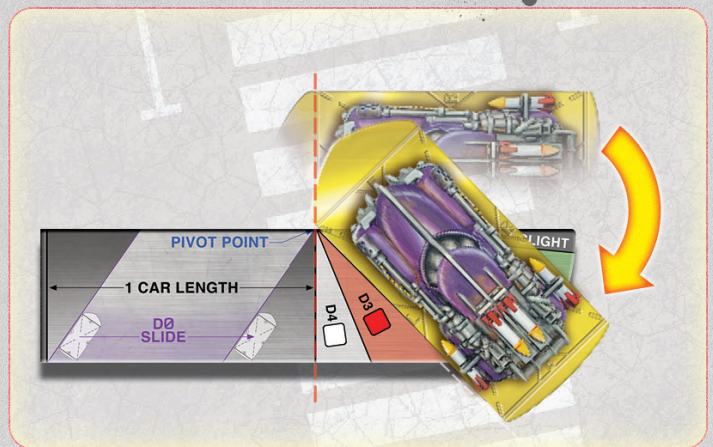 PIVOT POINT
LIGHT
1 CAR LENGTH
D0
SLIDE
D4
D3